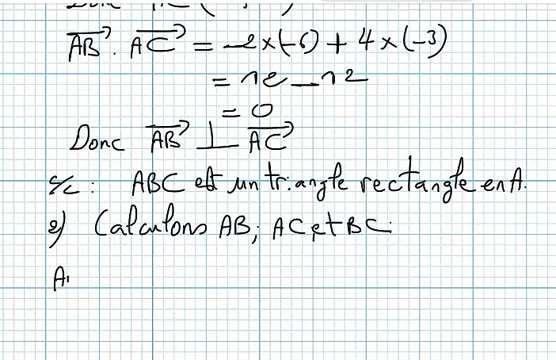 Donc
AB . AC = -2×(-6) + 4×(-3)
= 12 - 12
= 0
Donc AB ⊥ AC
S/C : ABC est un triangle rectangle en A.
2) Calculons AB ; AC et BC.
A